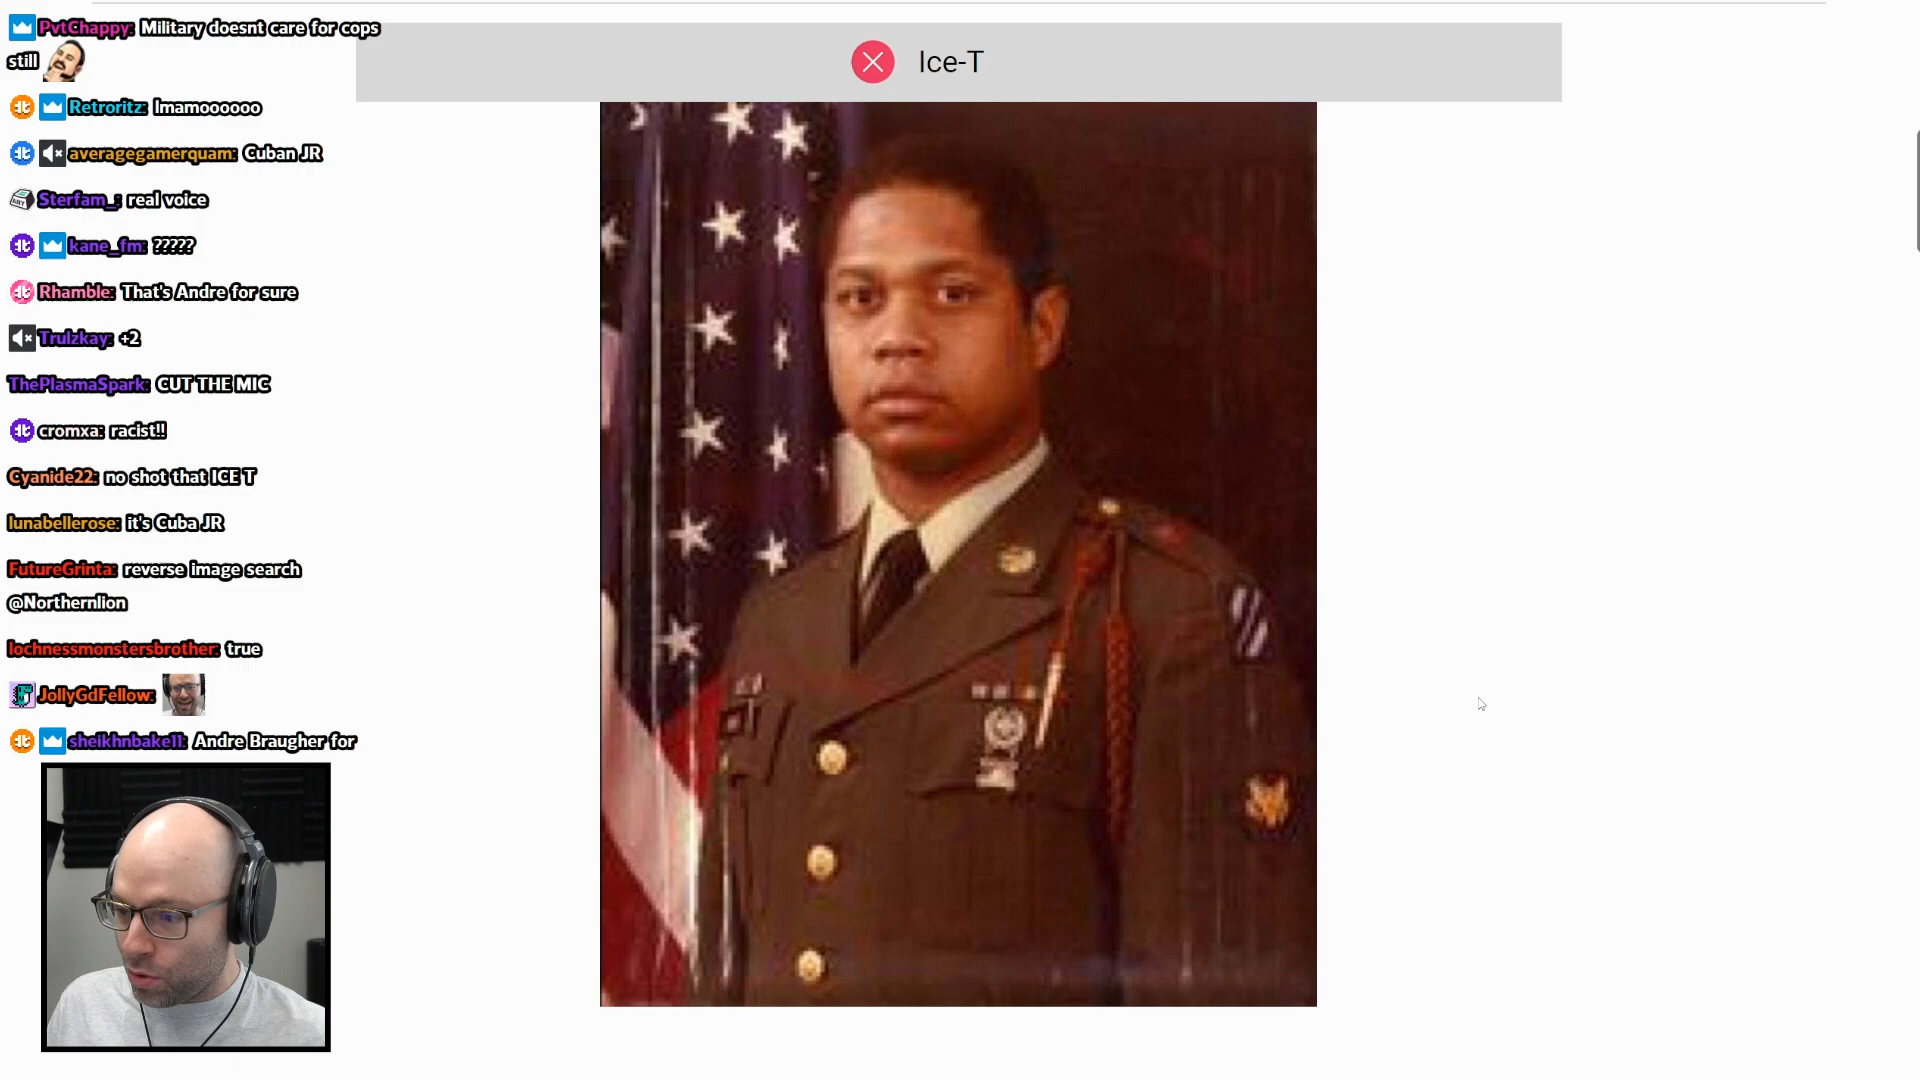 PvtChappy: Military doesnt care for cops
still
Ice-T
Retroritz: lmamoooooo
averagegamerquam: Cuban JR
Sterfam_: real voice
kane_fm: ?????
Rhamble: That's Andre for sure
Trulzkay: +2
ThePlasmaSpark: CUT THE MIC
cromxa: racist!!
Cyanide22: no shot that ICE T
lunabellerose: it's Cuba JR
FutureGrinta: reverse image search
@Northernlion
lochnessmonstersbrother: true
JollyGdFellow:
sheikhnbake11: Andre Braugher for